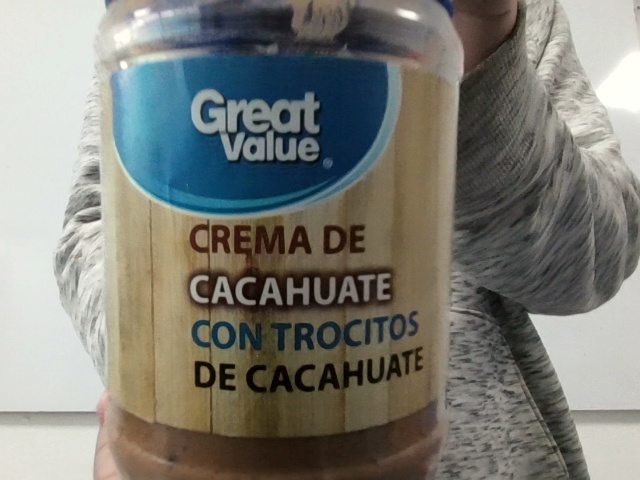 Great
Value®
CREMA DE
CACAHUATE
CON TROCITOS
DE CACAHUATE